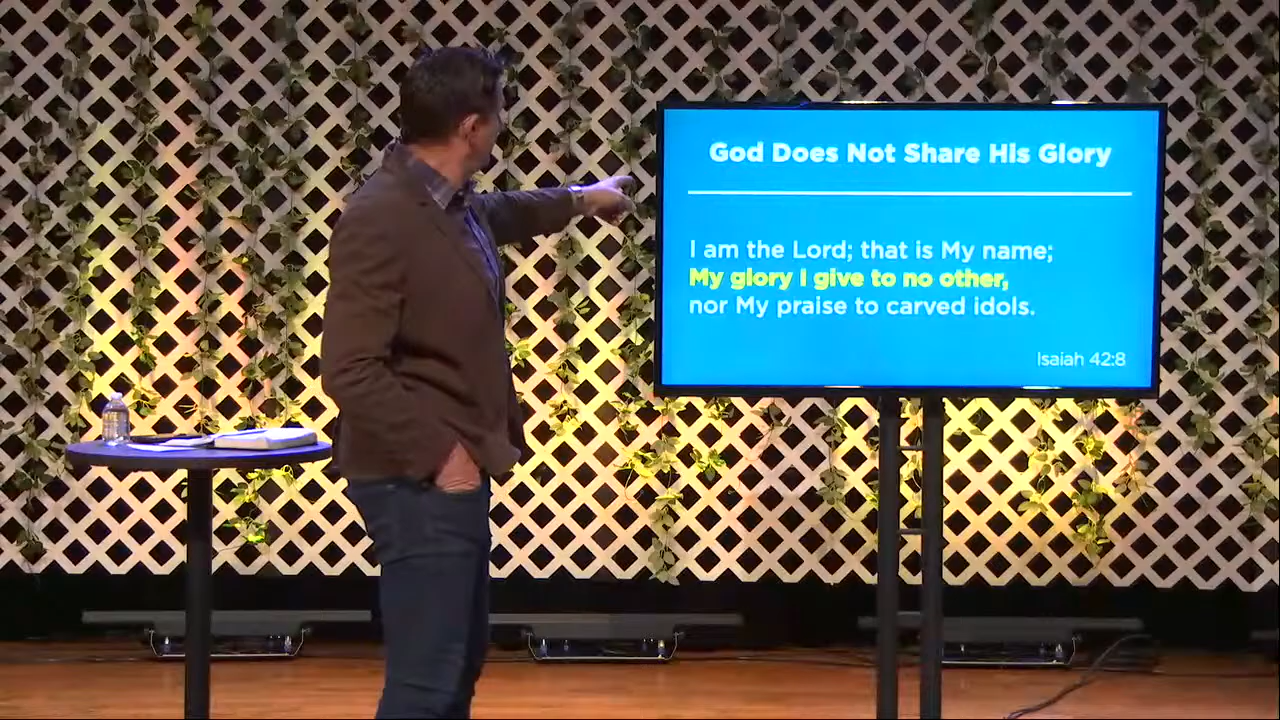 God Does Not Share His Glory
I am the Lord; that is My name;
My glory I give to no other,
nor My praise to carved idols.
Isaiah 42:8